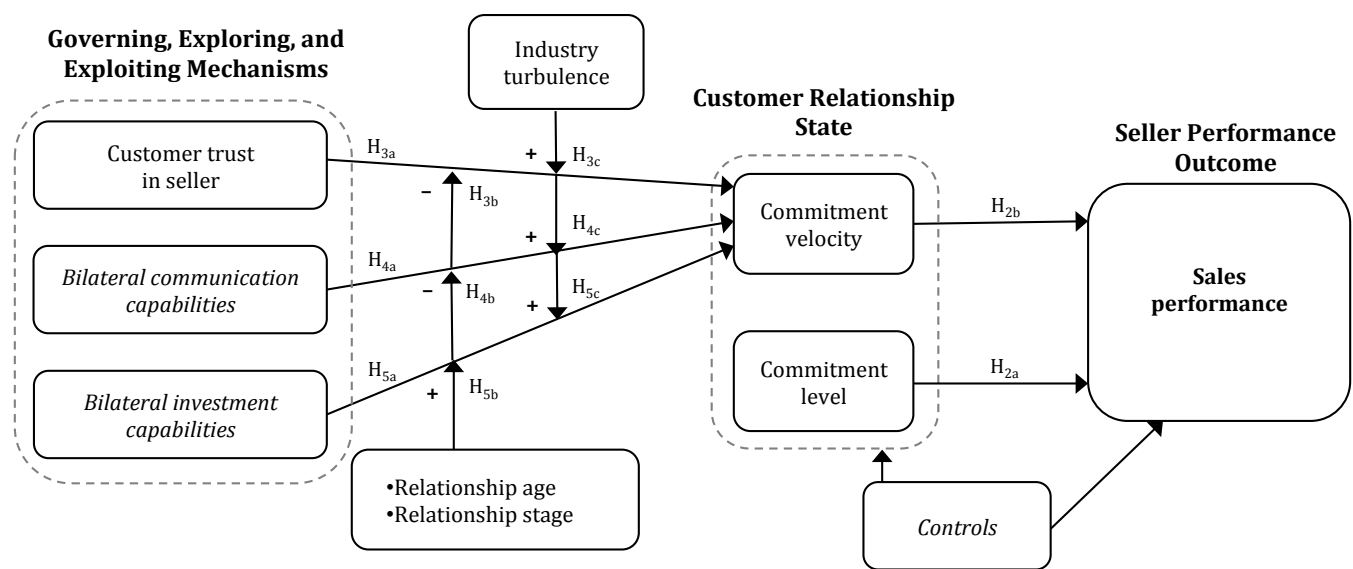 Governing, Exploring, and
Exploiting Mechanisms
Industry
turbulence
Customer Relationship
State
Seller Performance
Outcome
Customer trust
in seller
H3a
+
H3c
−
H3b
Commitment
velocity
H2b
Bilateral communication
capabilities
H4a
+
H4c
−
H4b
Sales
performance
+
H5c
Bilateral investment
capabilities
H5a
+
H5b
Commitment
level
H2a
•Relationship age
•Relationship stage
Controls